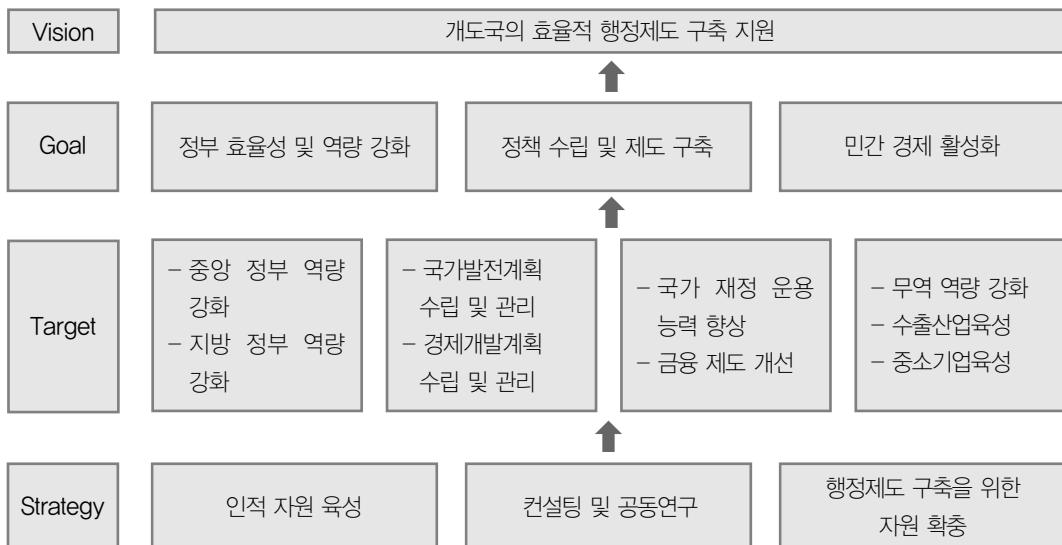 Vision
개도국의 효율적 행정제도 구축 지원
Goal
정부 효율성 및 역량 강화
정책 수립 및 제도 구축
민간 경제 활성화
Target
– 중앙 정부 역량
강화
– 지방 정부 역량
강화
– 국가발전계획
수립 및 관리
– 경제개발계획
수립 및 관리
– 국가 재정 운용
능력 향상
– 금융 제도 개선
– 무역 역량 강화
– 수출산업육성
– 중소기업육성
Strategy
인적 자원 육성
컨설팅 및 공동연구
행정제도 구축을 위한
자원 확충